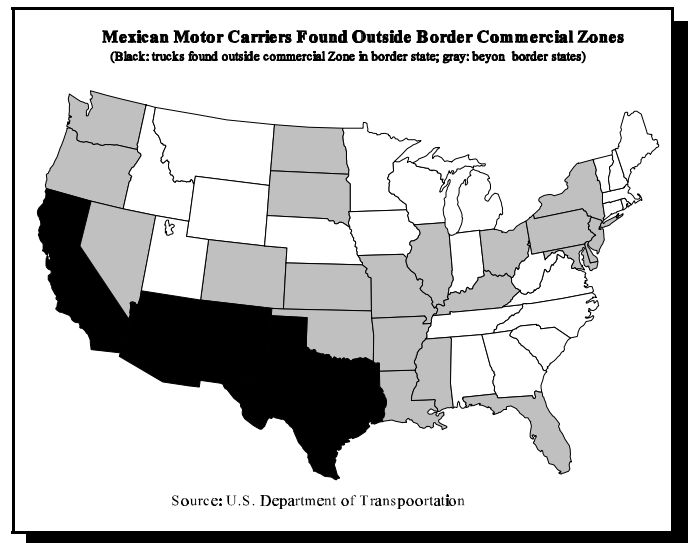 Mexican Motor Carriers Found Outside Border Commercial Zones
(Black: trucks found outside commercial Zone in border state; gray: beyon border states)
Source: U.S. Department of Transpoortation